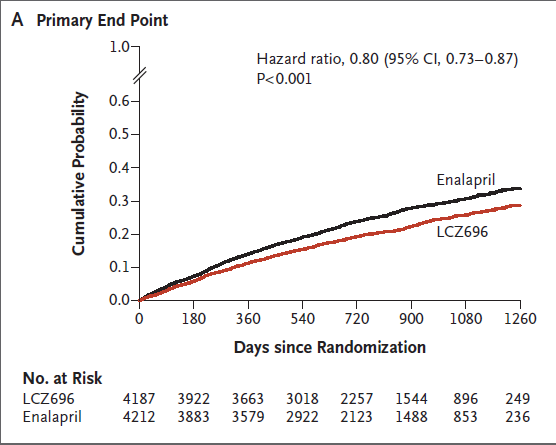 A Primary End Point
1.0
Hazard ratio, 0.80 (95% CI, 0.73–0.87)
P<0.001
0.6
0.5
0.4
0.3
0.2
0.1
0.0
Cumulative Probability
Enalapril
LCZ696
0 180 360 540 720 900 1080 1260
Days since Randomization
No. at Risk
LCZ696 4187 3922 3663 3018 2257 1544 896 249
Enalapril 4212 3883 3579 2922 2123 1488 853 236